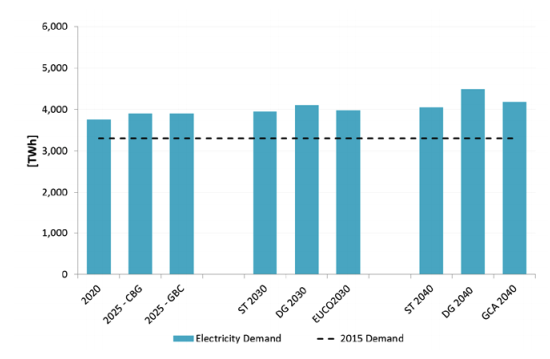 6,000
5,000
4,000
3,000
2,000
1,000
0
[TWh]
2020
2025 - CBG
2025 - GBC
ST 2030
DG 2030
EUCO2030
ST 2040
DG 2040
GCA 2040
Electricity Demand
2015 Demand